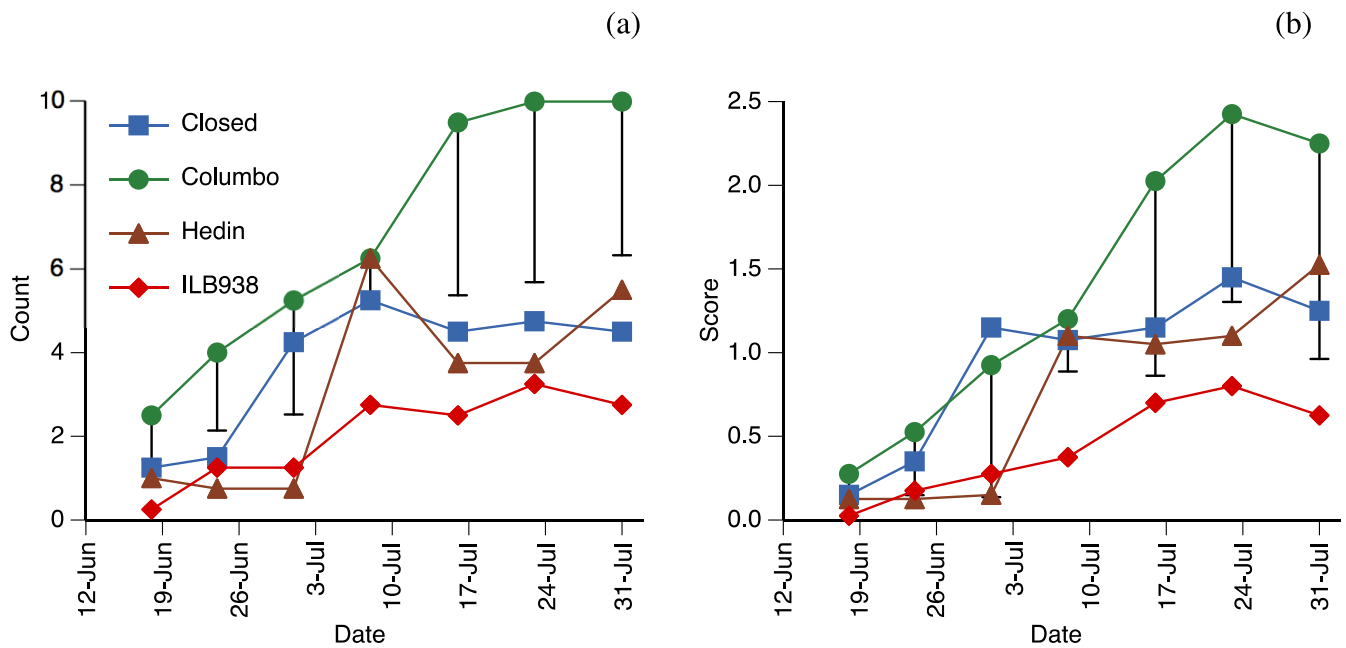 (a)
10
8
6
4
2
0
Count
Closed
Columbo
Hedin
ILB938
12-Jun
19-Jun
26-Jun
3-Jul
10-Jul
17-Jul
24-Jul
31-Jul
Date
(b)
2.5
2.0
1.5
1.0
0.5
0.0
Score
12-Jun
19-Jun
26-Jun
3-Jul
10-Jul
17-Jul
24-Jul
31-Jul
Date